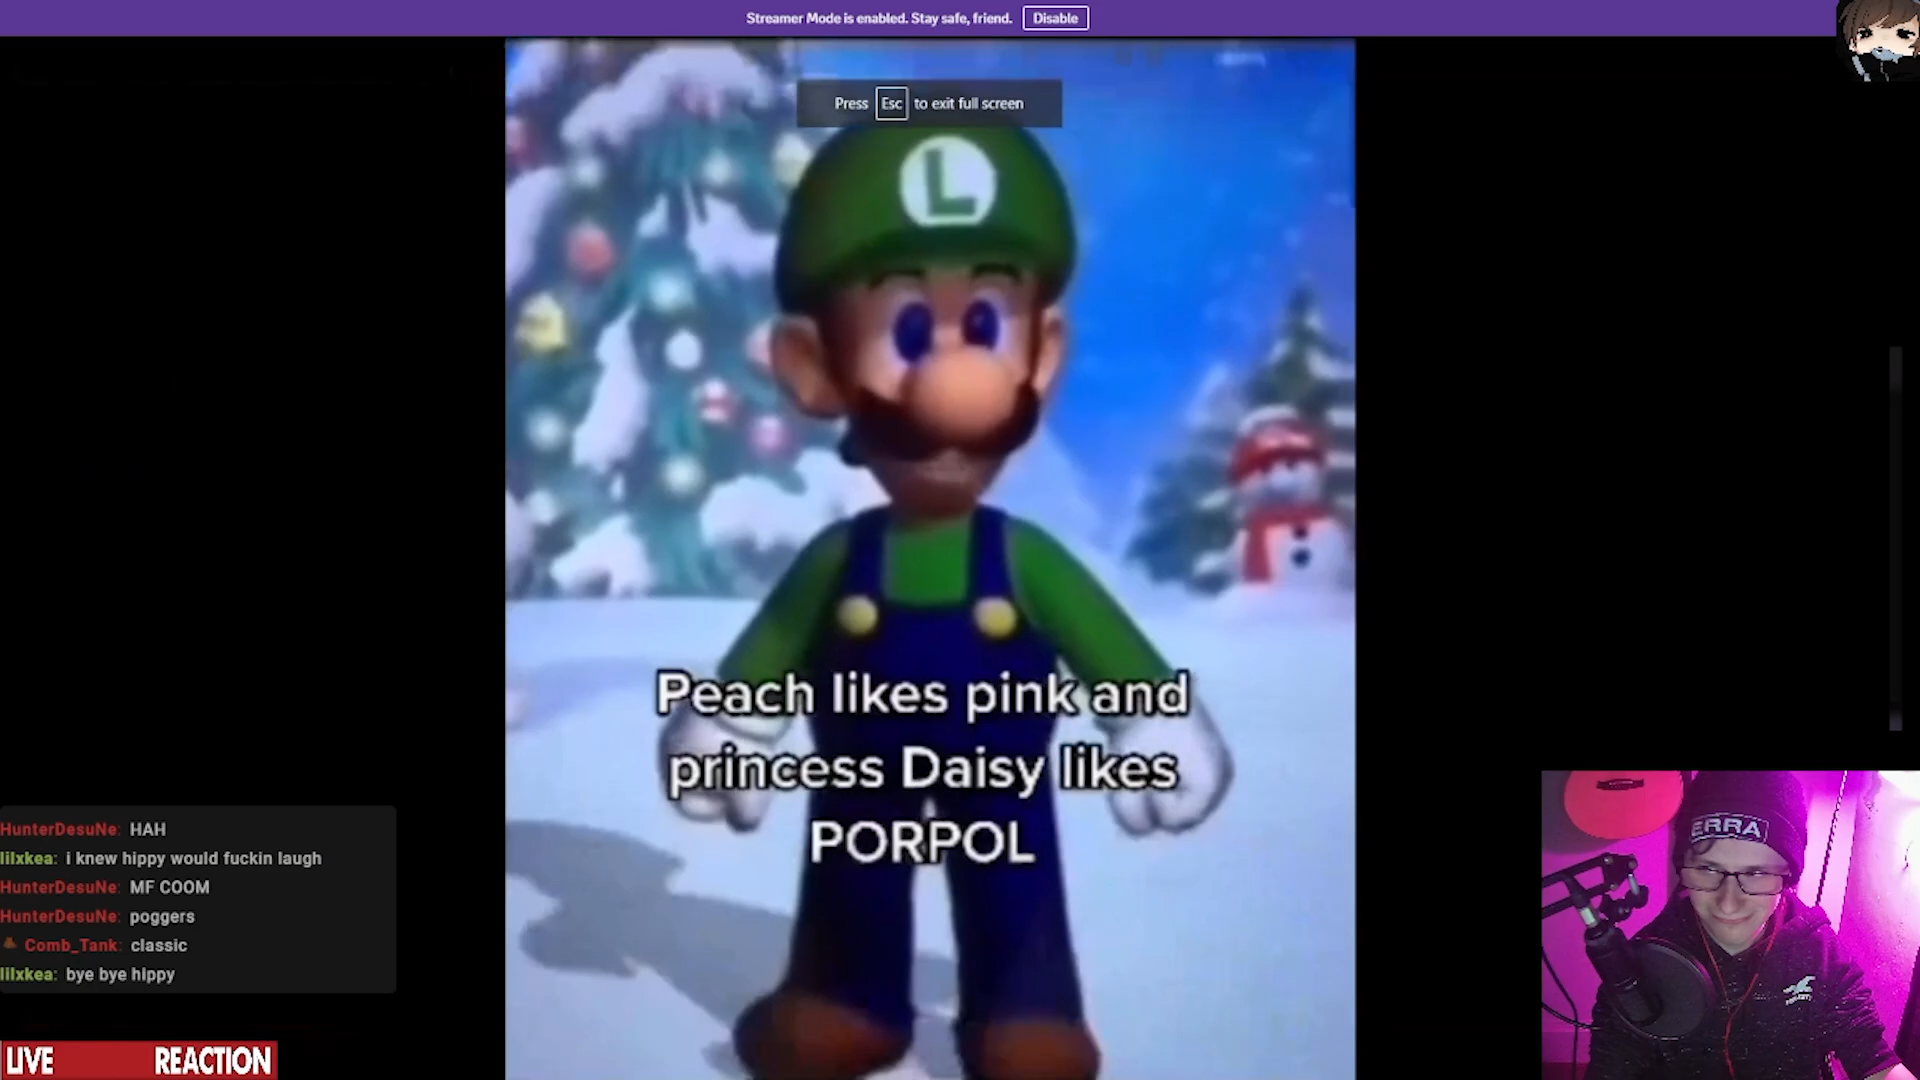 Streamer Mode is enabled. Stay safe, friend. Disable
Press Esc to exit full screen
L
Peach likes pink and
princess Daisy likes
PORPOL
HunterDesuNe: HAH
lilxkea: i knew hippy would fuckin laugh
HunterDesuNe: MF COOM
HunterDesuNe: poggers
Comb_Tank: classic
lilxkea: bye bye hippy
ERRA
LIVE REACTION